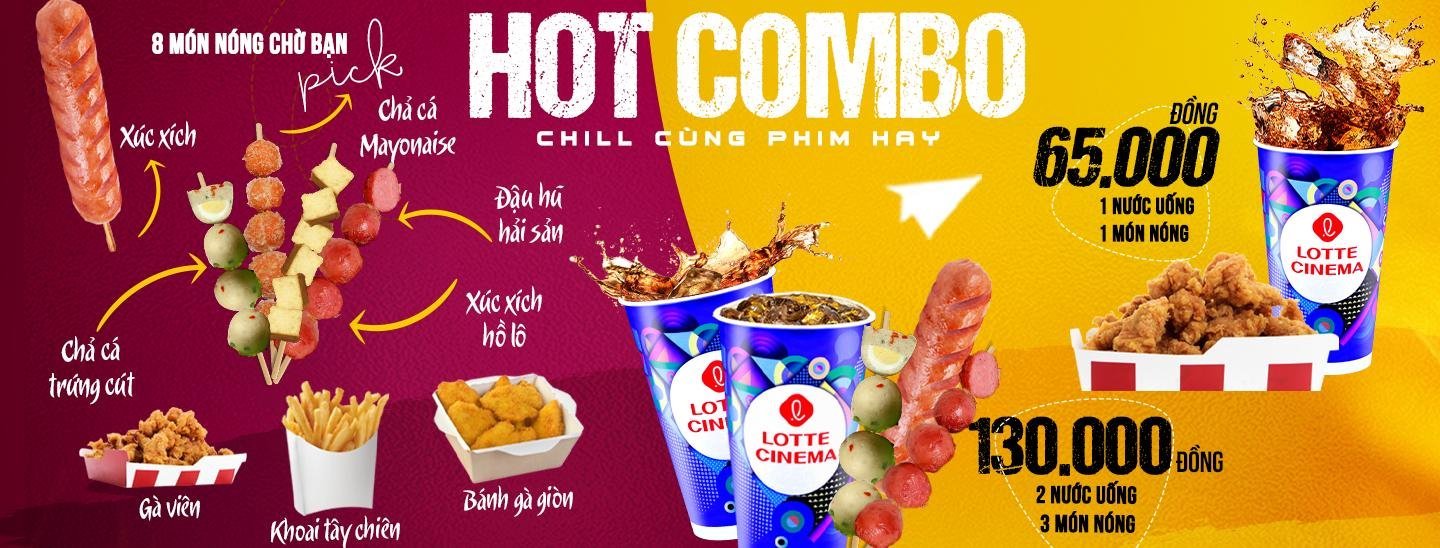 8 MÓN NÓNG CHỜ BẠN
pick
HOT COMBO
CHILL CÙNG PHIM HAY
Xúc xích
Chả cá
Mayonaise
Đậu hũ
hải sản
Xúc xích
hồ lô
Chả cá
trứng cút
Gà viên
Khoai tây chiên
Bánh gà giòn
LOT
CIN
LOTTE
CINEMA
ĐỒNG
65.000
1 NƯỚC UỐNG
1 MÓN NÓNG
LOTTE
CINEMA
130.000 ĐỒNG
2 NƯỚC UỐNG
3 MÓN NÓNG